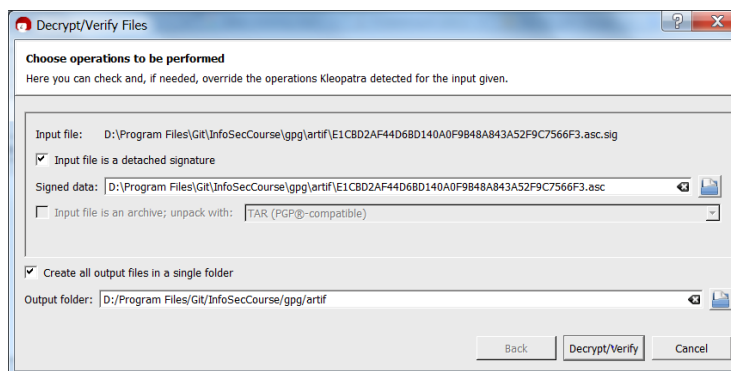 Decrypt/Verify Files
Choose operations to be performed
Here you can check and, if needed, override the operations Kleopatra detected for the input given.
Input file: D:\Program Files\Git\InfoSecCourse\gpg\artif\E1CBD2AF44D6BD140A0F9B48A843A52F9C7566F3.asc.sig
Input file is a detached signature
Signed data: D:\Program Files\Git\InfoSecCourse\gpg\artif\E1CBD2AF44D6BD140A0F9B48A843A52F9C7566F3.asc
Input file is an archive; unpack with: TAR (PGP®-compatible)
Create all output files in a single folder
Output folder: D:/Program Files/Git/InfoSecCourse/gpg/artif
Back Decrypt/Verify Cancel